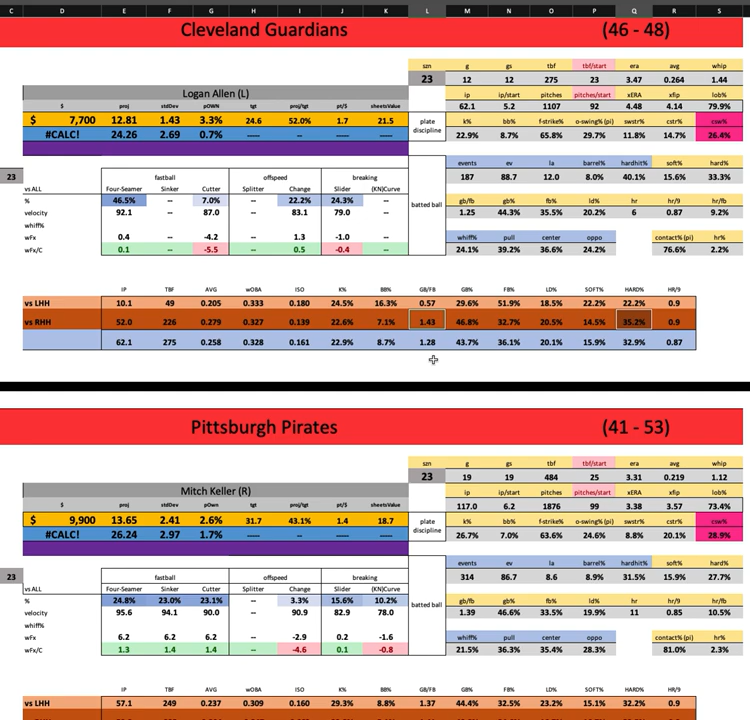 C D E F G H I J K L M N O P Q R S
Cleveland Guardians (46 - 48)
szn g gs tbf tbf/start era avg whip
23 12 12 275 23 3.47 0.264 1.44
Logan Allen (L) ip ip/start pitches pitches/start xERA xfip lob%
$ proj stdDev pOWN tgt proj/tgt pt/$ sheetsValue 62.1 5.2 1107 92 4.48 4.14 79.9%
$ 7,700 12.81 1.43 3.3% 24.6 52.0% 1.7 21.5 plate discipline k% bb% f-strike% o-swing% (pi) swstr% cstr% csw%
#CALC! 24.26 2.69 0.7% ---- -- ---- ---- 22.9% 8.7% 65.8% 29.7% 11.8% 14.7% 26.4%
events ev la barrel% hardhit% soft% hard%
23 fastball offspeed breaking 187 88.7 12.0 8.0% 40.1% 15.6% 33.3%
vs ALL Four-Seamer Sinker Cutter Splitter Change Slider (KN)Curve gb/fb gb% fb% ld% hr hr/9 hr/fb
% 46.5% -- 7.0% -- 22.2% 24.3% -- batted ball
velocity 92.1 -- 87.0 -- 83.1 79.0 -- 1.25 44.3% 35.5% 20.2% 6 0.87 9.2%
whiff%
wFx 0.4 -- -4.2 -- 1.3 -1.0 -- whiff% pull center oppo contact% (pi) hr%
wFx/C 0.1 -- -5.5 -- 0.5 -0.4 -- 24.1% 39.2% 36.6% 24.2% 76.6% 2.2%
IP TBF AVG wOBA ISO K% BB% GB/FB GB% FB% LD% SOFT% HARD% HR/9
vs LHH 10.1 49 0.205 0.333 0.180 24.5% 16.3% 0.57 29.6% 51.9% 18.5% 22.2% 22.2% 0.9
vs RHH 52.0 226 0.279 0.327 0.139 22.6% 7.1% 1.43 46.8% 32.7% 20.5% 14.5% 35.2% 0.9
62.1 275 0.258 0.328 0.161 22.9% 8.7% 1.28 43.7% 36.1% 20.1% 15.9% 32.9% 0.87
Pittsburgh Pirates (41 - 53)
szn g gs tbf tbf/start era avg whip
23 19 19 484 25 3.31 0.219 1.12
Mitch Keller (R) ip ip/start pitches pitches/start xERA xfip lob%
$ proj stdDev pOwn tgt proj/tgt pt/$ sheetsValue 117.0 6.2 1876 99 3.38 3.57 73.4%
$ 9,900 13.65 2.41 2.6% 31.7 43.1% 1.4 18.7 plate discipline k% bb% f-strike% o-swing% (pi) swstr% cstr% csw%
#CALC! 26.24 2.97 1.7% ---- -- ---- ---- 26.7% 7.0% 63.6% 24.6% 8.8% 20.1% 28.9%
events ev la barrel% hardhit% soft% hard%
23 fastball offspeed breaking 314 86.7 8.6 8.9% 31.5% 15.9% 27.7%
vs ALL Four-Seamer Sinker Cutter Splitter Change Slider (KN)Curve gb/fb gb% fb% ld% hr hr/9 hr/fb
% 24.8% 23.0% 23.1% -- 3.3% 15.6% 10.2% batted ball
velocity 95.6 94.1 90.0 -- 90.9 82.9 78.0 1.39 46.6% 33.5% 19.9% 11 0.85 10.5%
whiff%
wFx 6.2 6.2 6.2 -- -2.9 0.2 -1.6 whiff% pull center oppo contact% (pi) hr%
wFx/C 1.3 1.4 1.4 -- -4.6 0.1 -0.8 21.5% 36.3% 35.4% 28.3% 81.0% 2.3%
IP TBF AVG wOBA ISO K% BB% GB/FB GB% FB% LD% SOFT% HARD% HR/9
vs LHH 57.1 249 0.237 0.309 0.160 29.3% 8.8% 1.37 44.4% 32.5% 23.2% 15.1% 32.2% 0.9